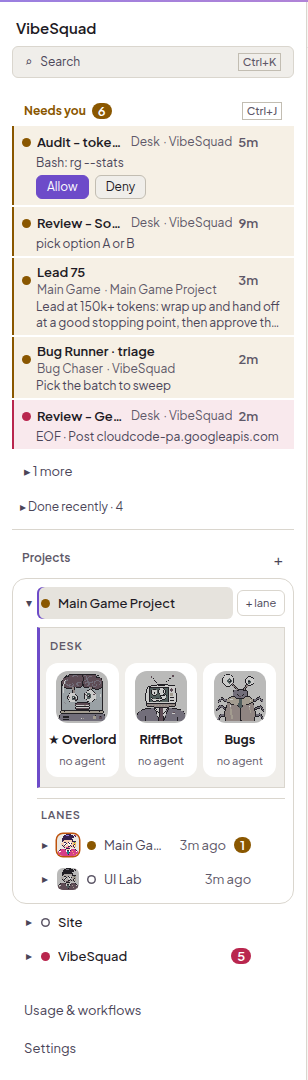 VibeSquad
Search Ctrl+K
Needs you 6 Ctrl+J
Audit – toke... Desk · VibeSquad 5m
Bash: rg --stats
Allow Deny
Review – So... Desk · VibeSquad 9m
pick option A or B
Lead 75
Main Game · Main Game Project 3m
Lead at 150k+ tokens: wrap up and hand off
at a good stopping point, then approve th...
Bug Runner · triage
Bug Chaser · VibeSquad 2m
Pick the batch to sweep
Review – Ge... Desk · VibeSquad 2m
EOF · Post cloudcode-pa.googleapis.com
▸ 1 more
▸ Done recently · 4
Projects +
▾ Main Game Project + lane
DESK
★ Overlord RiffBot Bugs
no agent no agent no agent
LANES
▸ Main Ga... 3m ago 1
▸ UI Lab 3m ago
▸ Site
▸ VibeSquad 5
Usage & workflows
Settings